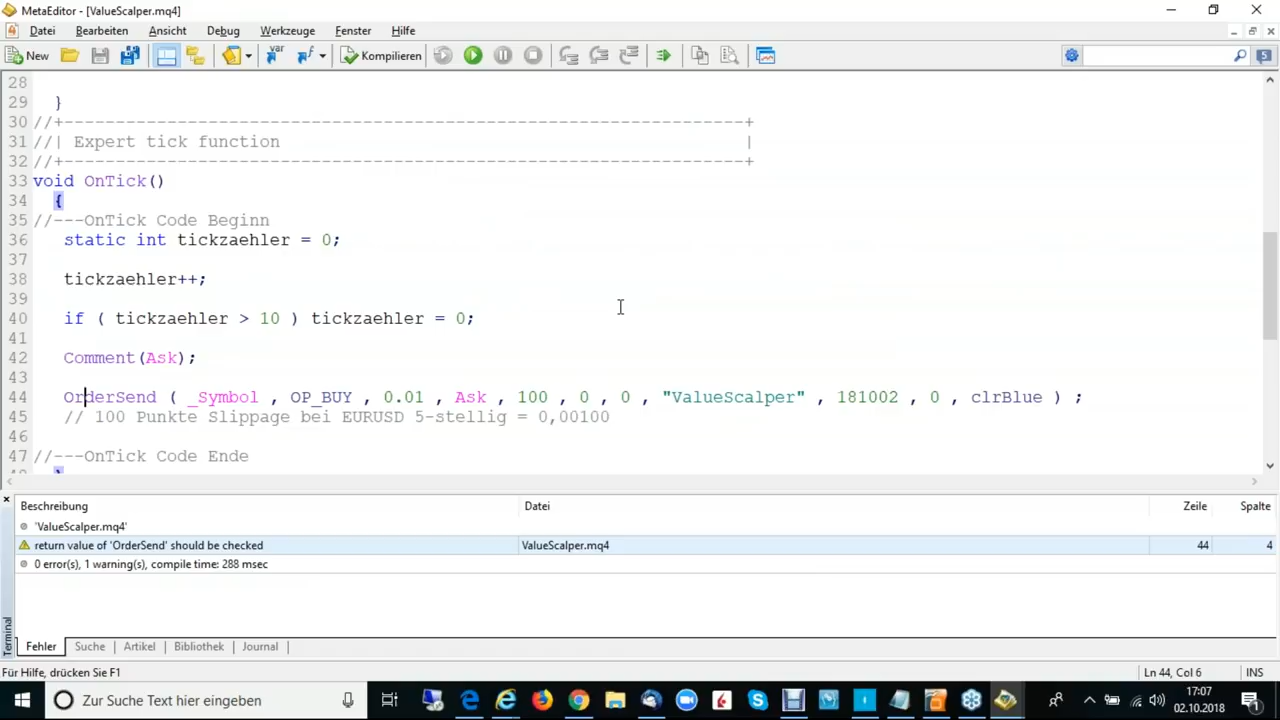 MetaEditor - [ValueScalper.mq4]
Datei Bearbeiten Ansicht Debug Werkzeuge Fenster Hilfe
New Kompilieren 5
28
29 }
30 //+------------------------------------------------------------------+
31 //| Expert tick function |
32 //+------------------------------------------------------------------+
33 void OnTick()
34 {
35 //---OnTick Code Beginn
36 static int tickzaehler = 0;
37
38 tickzaehler++;
39
40 if ( tickzaehler > 10 ) tickzaehler = 0;
41
42 Comment(Ask);
43
44 OrderSend ( _Symbol , OP_BUY , 0.01 , Ask , 100 , 0 , 0 , "ValueScalper" , 181002 , 0 , clrBlue ) ;
45 // 100 Punkte Slippage bei EURUSD 5-stellig = 0,00100
46
47 //---OnTick Code Ende
Beschreibung Datei Zeile Spalte
'ValueScalper.mq4'
return value of 'OrderSend' should be checked ValueScalper.mq4 44 4
0 error(s), 1 warning(s), compile time: 288 msec
Terminal
Fehler Suche Artikel Bibliothek Journal
Für Hilfe, drücken Sie F1 Ln 44, Col 6 INS
Zur Suche Text hier eingeben 17:07
02.10.2018